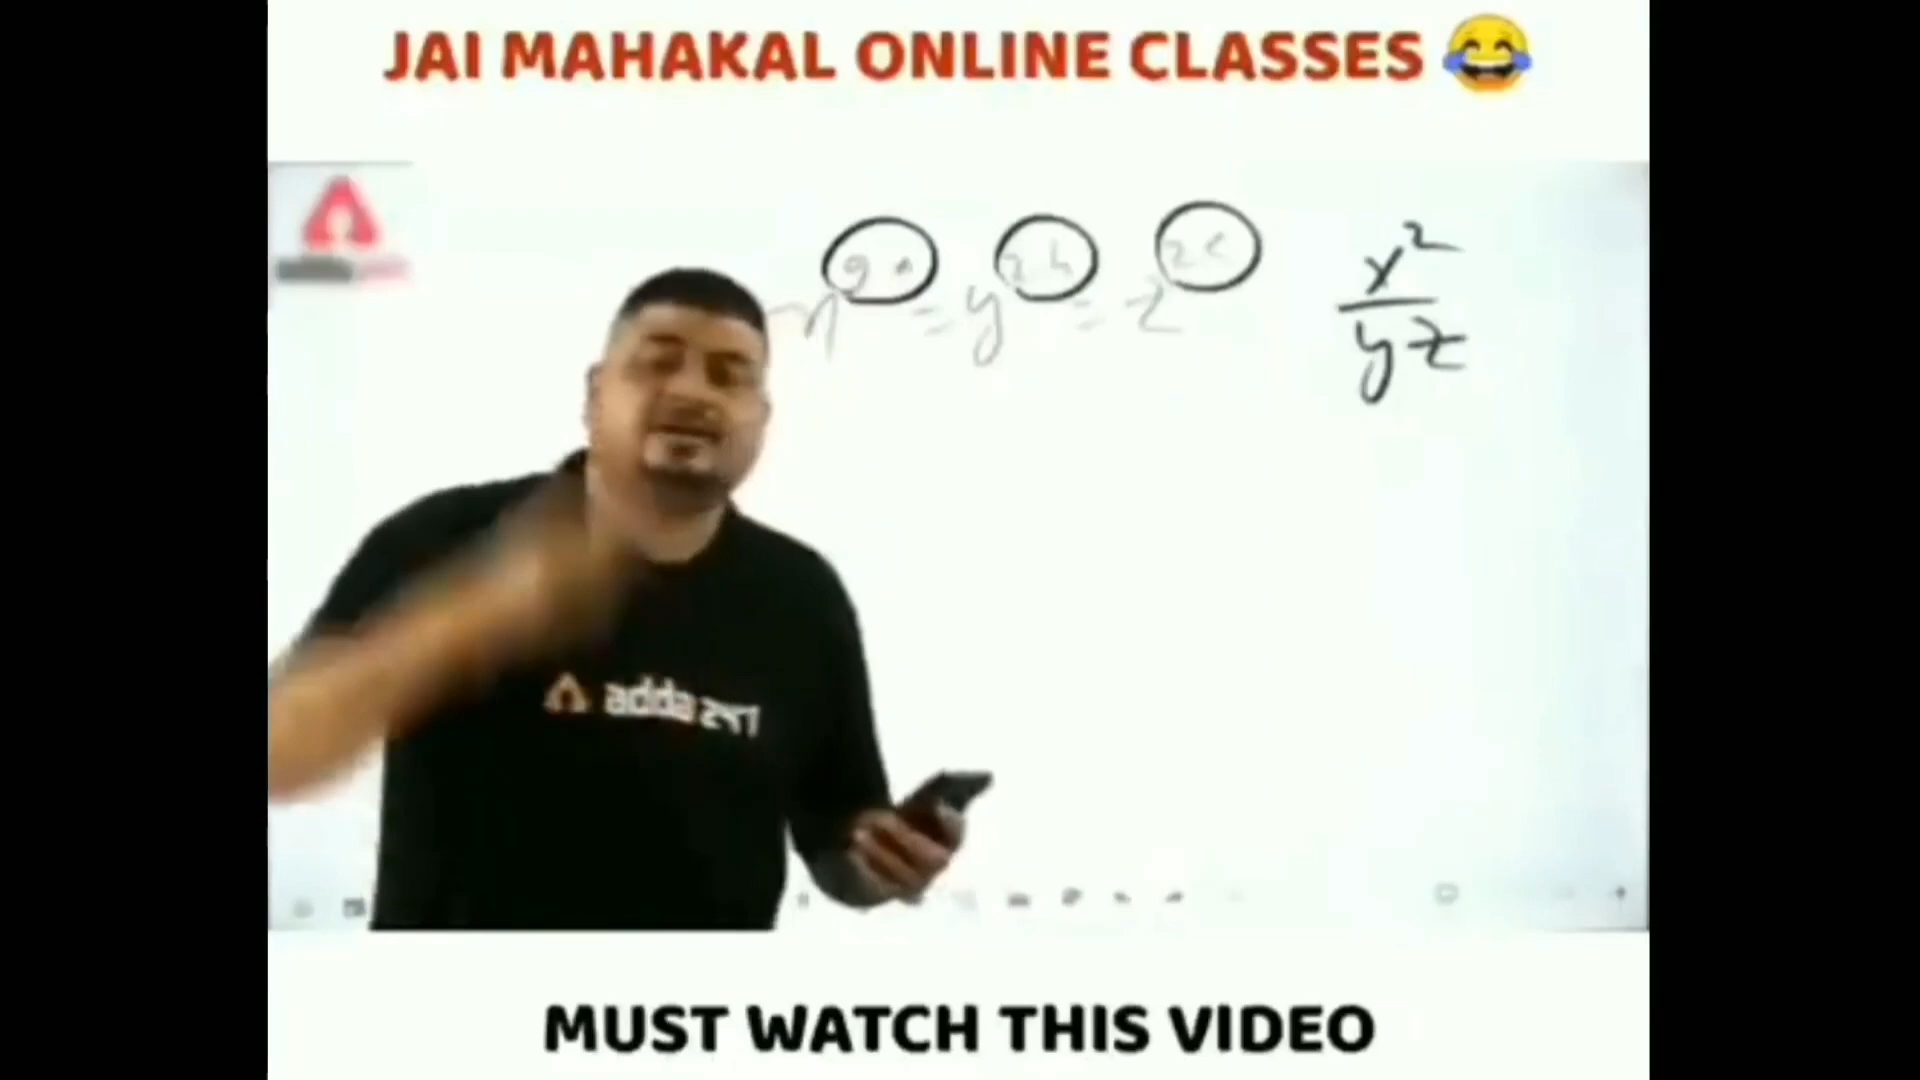 JAI MAHAKAL ONLINE CLASSES 😂
= y = z
x²
yz
adda 247
MUST WATCH THIS VIDEO